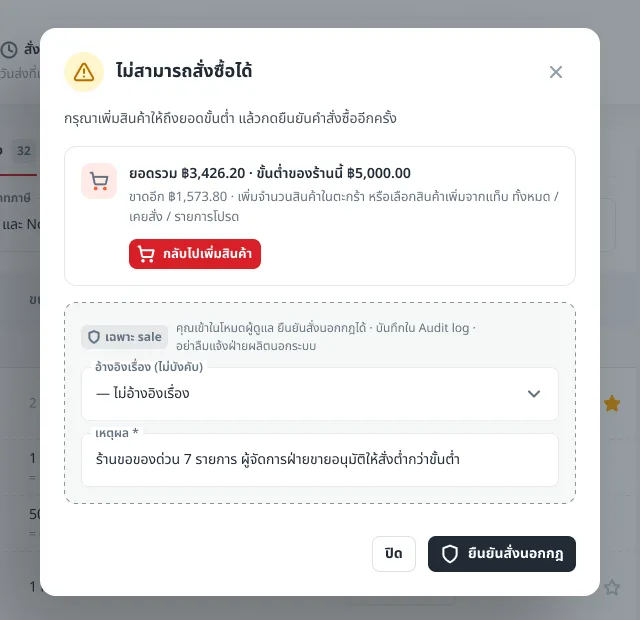 สั่ง
ไม่สามารถสั่งซื้อได้
วันส่งที่
กรุณาเพิ่มสินค้าให้ถึงยอดขั้นต่ำ แล้วกดยืนยันคำสั่งซื้ออีกครั้ง
32
ยอดรวม ฿3,426.20 · ขั้นต่ำของร้านนี้ ฿5,000.00
ขาดอีก ฿1,573.80 · เพิ่มจำนวนสินค้าในตะกร้า หรือเลือกสินค้าเพิ่มจากแท็บ ทั้งหมด /
เคยสั่ง / รายการโปรด
และ No
กลับไปเพิ่มสินค้า
เฉพาะ sale
คุณเข้าในโหมดผู้ดูแล ยืนยันสั่งนอกกฎได้ · บันทึกใน Audit log ·
อย่าลืมแจ้งฝ่ายผลิตนอกระบบ
อ้างอิงเรื่อง (ไม่บังคับ)
— ไม่อ้างอิงเรื่อง
2
เหตุผล *
ร้านขอของด่วน 7 รายการ ผู้จัดการฝ่ายขายอนุมัติให้สั่งต่ำกว่าขั้นต่ำ
1
=
50
=
ปิด
ยืนยันสั่งนอกกฎ
1